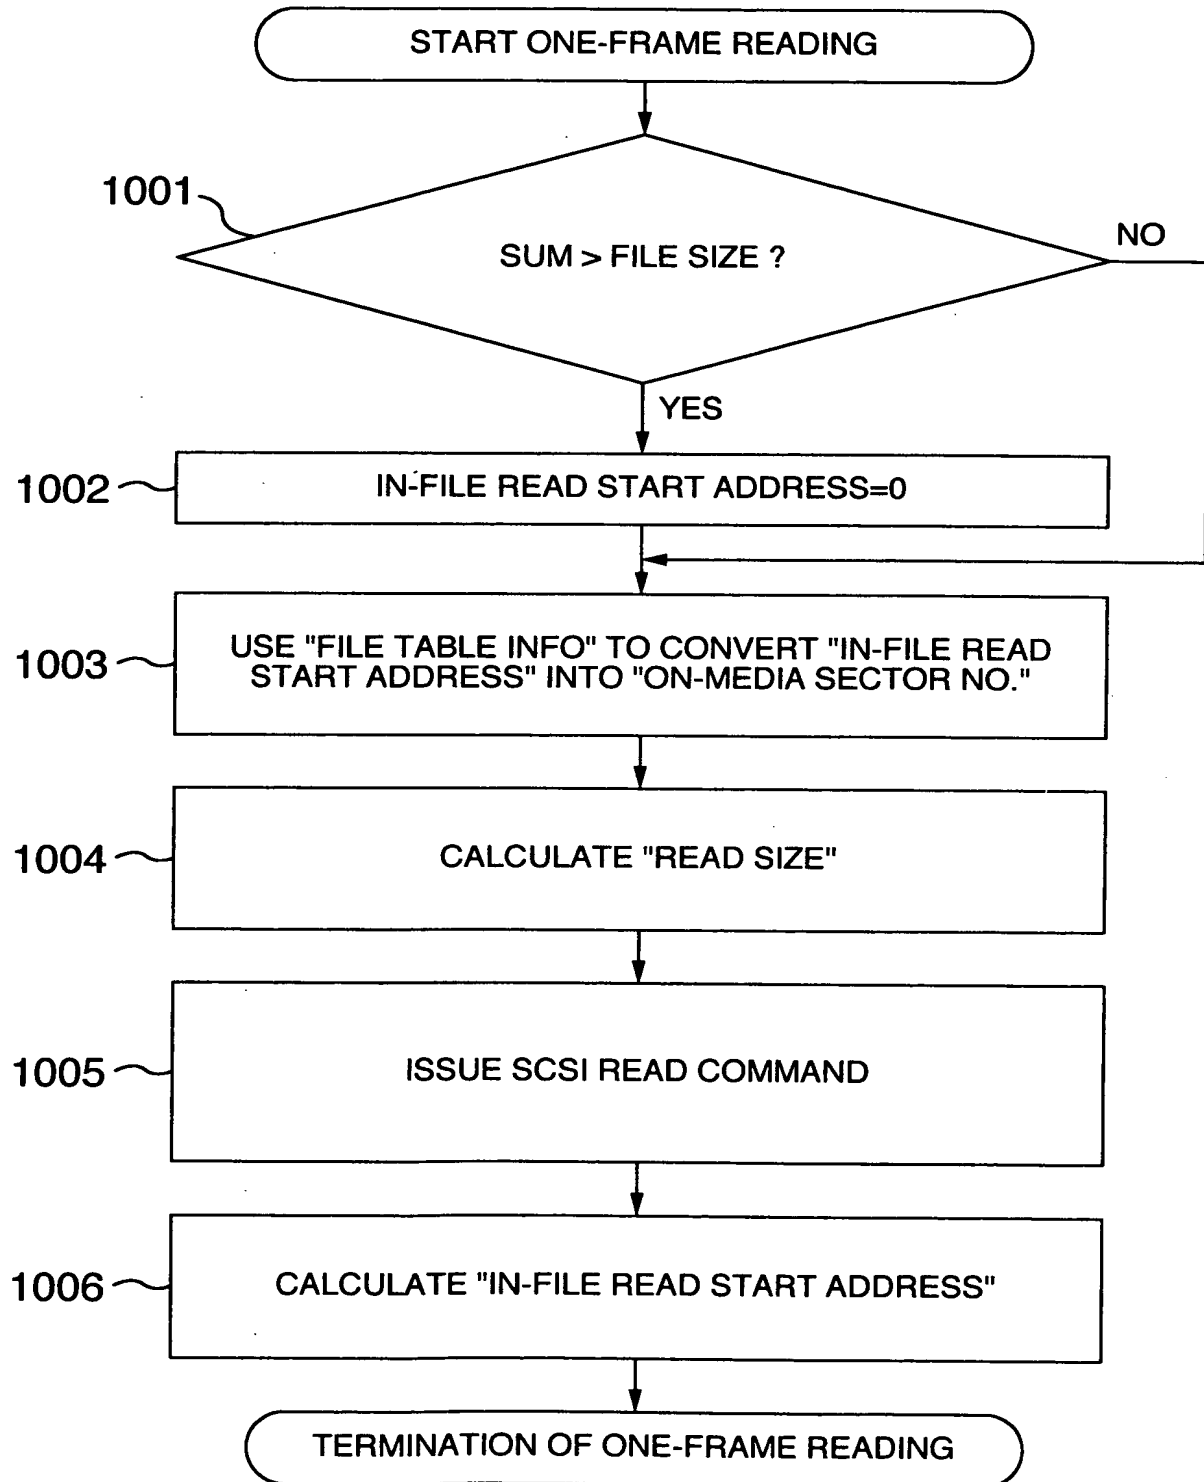 START ONE-FRAME READING
1001
SUM > FILE SIZE ?
NO
YES
1002
IN-FILE READ START ADDRESS=0
1003
USE "FILE TABLE INFO" TO CONVERT "IN-FILE READ
START ADDRESS" INTO "ON-MEDIA SECTOR NO."
1004
CALCULATE "READ SIZE"
1005
ISSUE SCSI READ COMMAND
1006
CALCULATE "IN-FILE READ START ADDRESS"
TERMINATION OF ONE-FRAME READING